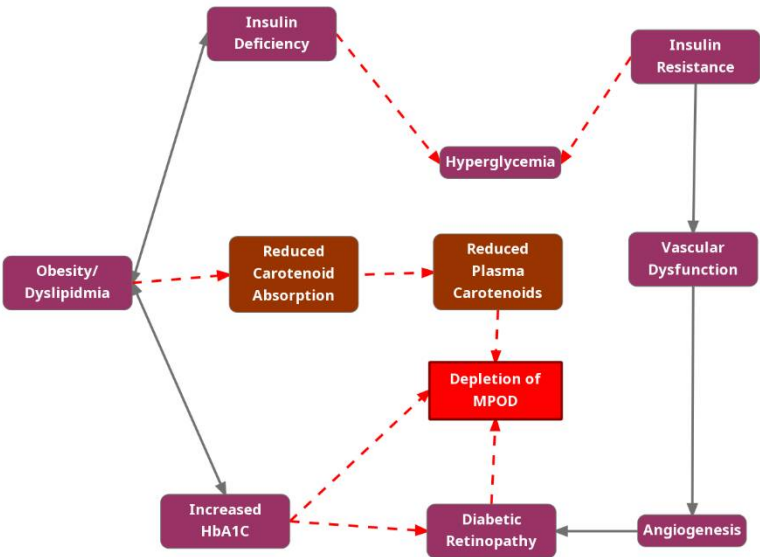 Insulin
Deficiency
Insulin
Resistance
Hyperglycemia
Obesity/
Dyslipidmia
Reduced
Carotenoid
Absorption
Reduced
Plasma
Carotenoids
Vascular
Dysfunction
Depletion of
MPOD
Increased
HbA1C
Diabetic
Retinopathy
Angiogenesis